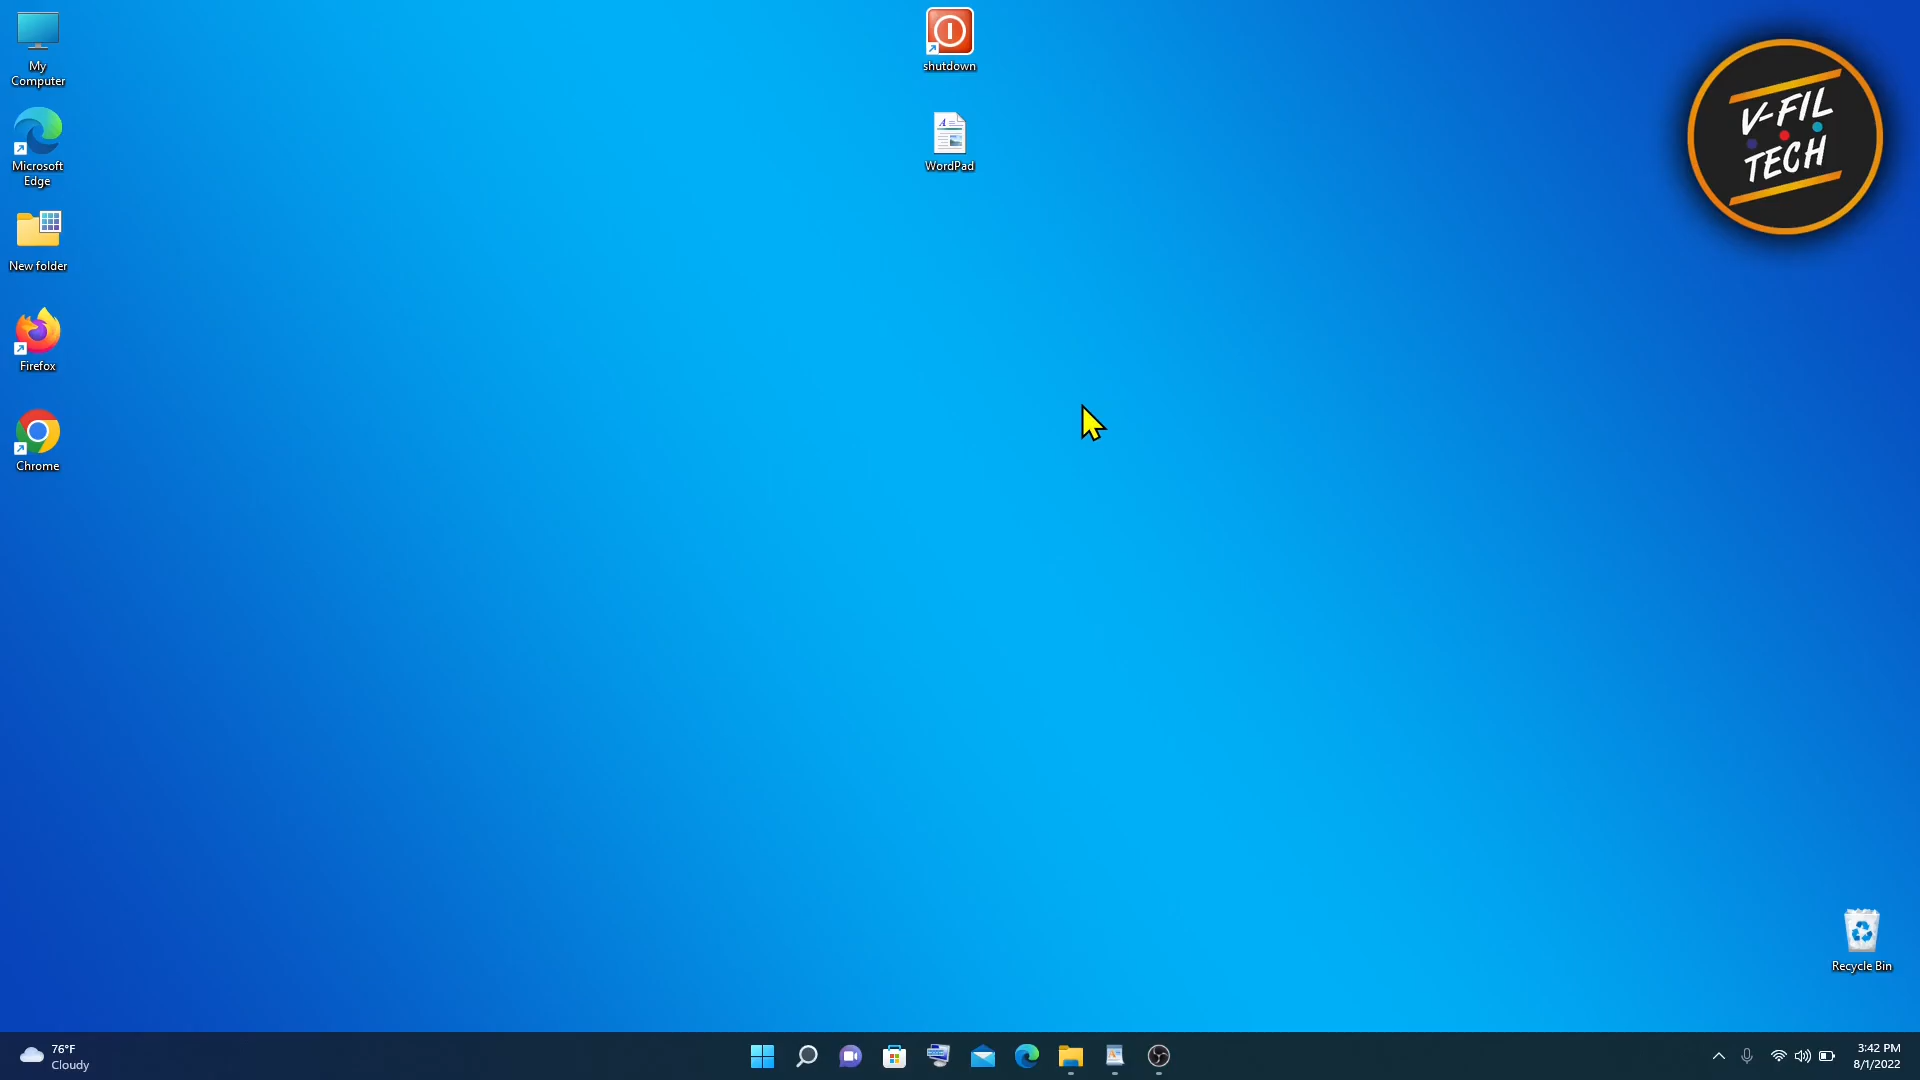 My
Computer
Microsoft
Edge
New folder
Firefox
Chrome
shutdown
WordPad
V-FIL
TECH
Recycle Bin
76°F
Cloudy
3:42 PM
8/1/2022